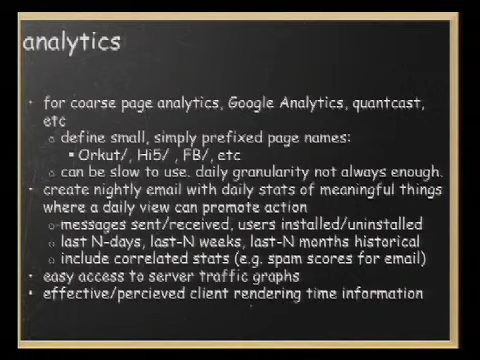 analytics
• for coarse page analytics, Google Analytics, quantcast,
etc
o define small, simply prefixed page names:
▪ Orkut/, Hi5/ , FB/, etc
o can be slow to use. daily granularity not always enough.
• create nightly email with daily stats of meaningful things
where a daily view can promote action
o messages sent/received, users installed/uninstalled
o last N-days, last-N weeks, last-N months historical
o include correlated stats (e.g. spam scores for email)
• easy access to server traffic graphs
• effective/percieved client rendering time information